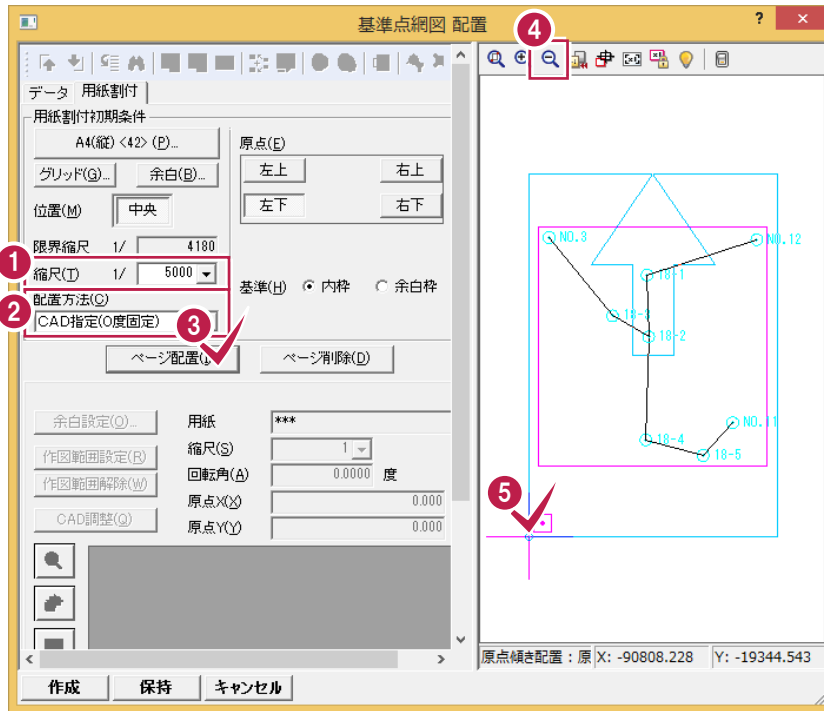 基準点網図 配置
? ×
4
データ 用紙割付
用紙割付初期条件
A4(縦) <42> (P)...
原点(E)
左上 右上
グリッド(G)... 余白(B)...
位置(M) 中央
左下 右下
限界縮尺 1/ 4180
1
縮尺(T) 1/ 5000
基準(H) 内枠 余白枠
2
配置方法(C)
CAD指定(0度固定)
3
ページ配置(I)
ページ削除(D)
余白設定(O)...
用紙 ***
作図範囲設定(R)
縮尺(S) 1
作図範囲解除(W)
回転角(A) 0.0000 度
原点X(X) 0.000
CAD調整(Q)
原点Y(Y) 0.000
作成 保持 キャンセル
NO.3
NO.12
18-1
18-3
18-2
NO.11
18-4
18-5
5
原点傾き配置：原 X: -90808.228 Y: -19344.543